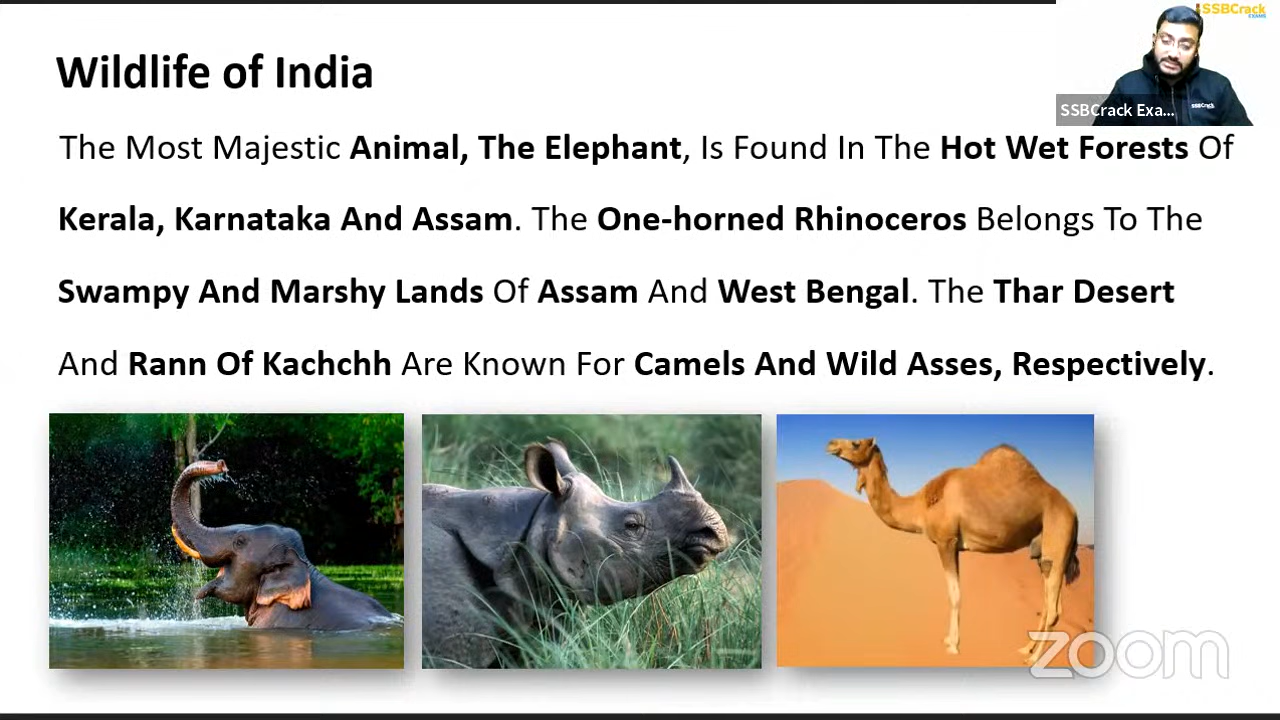 SSBCrack
EXAMS
Wildlife of India
SSBCrack Exa...
SSBCrack
The Most Majestic Animal, The Elephant, Is Found In The Hot Wet Forests Of
Kerala, Karnataka And Assam. The One-horned Rhinoceros Belongs To The
Swampy And Marshy Lands Of Assam And West Bengal. The Thar Desert
And Rann Of Kachchh Are Known For Camels And Wild Asses, Respectively.
zoom